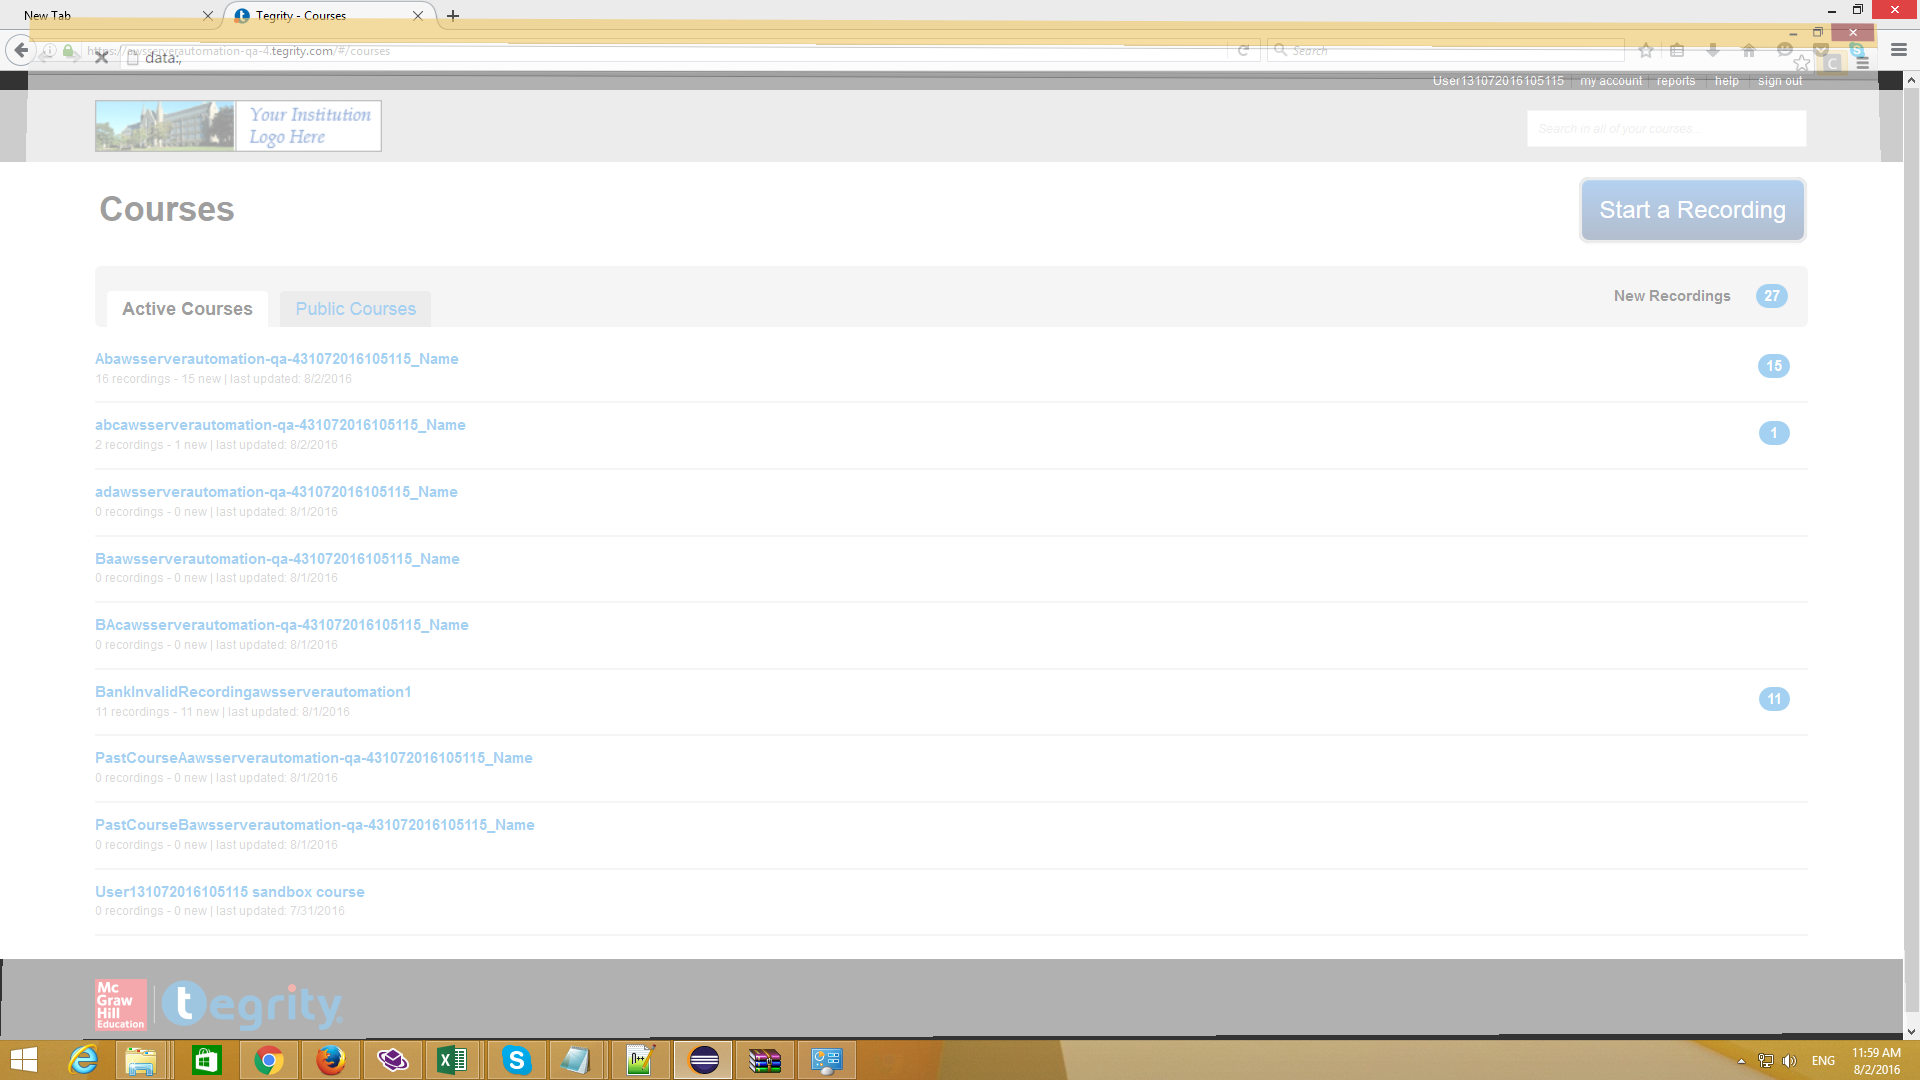 New Tab
Tegrity - Courses
https://awsserverautomation-qa-4.tegrity.com/#/courses
Search
data:,
C
User131072016105115 my account reports help sign out
Your Institution
Logo Here
Search in all of your courses...
Courses
Start a Recording
Active Courses
Public Courses
New Recordings 27
Abawsserverautomation-qa-431072016105115_Name
16 recordings - 15 new | last updated: 8/2/2016
15
abcawsserverautomation-qa-431072016105115_Name
2 recordings - 1 new | last updated: 8/2/2016
1
adawsserverautomation-qa-431072016105115_Name
0 recordings - 0 new | last updated: 8/1/2016
Baawsserverautomation-qa-431072016105115_Name
0 recordings - 0 new | last updated: 8/1/2016
BAcawsserverautomation-qa-431072016105115_Name
0 recordings - 0 new | last updated: 8/1/2016
BankInvalidRecordingawsserverautomation1
11 recordings - 11 new | last updated: 8/1/2016
11
PastCourseAawsserverautomation-qa-431072016105115_Name
0 recordings - 0 new | last updated: 8/1/2016
PastCourseBawsserverautomation-qa-431072016105115_Name
0 recordings - 0 new | last updated: 8/1/2016
User131072016105115 sandbox course
0 recordings - 0 new | last updated: 7/31/2016
Mc
Graw
Hill
Education
tegrity
ENG
11:59 AM
8/2/2016